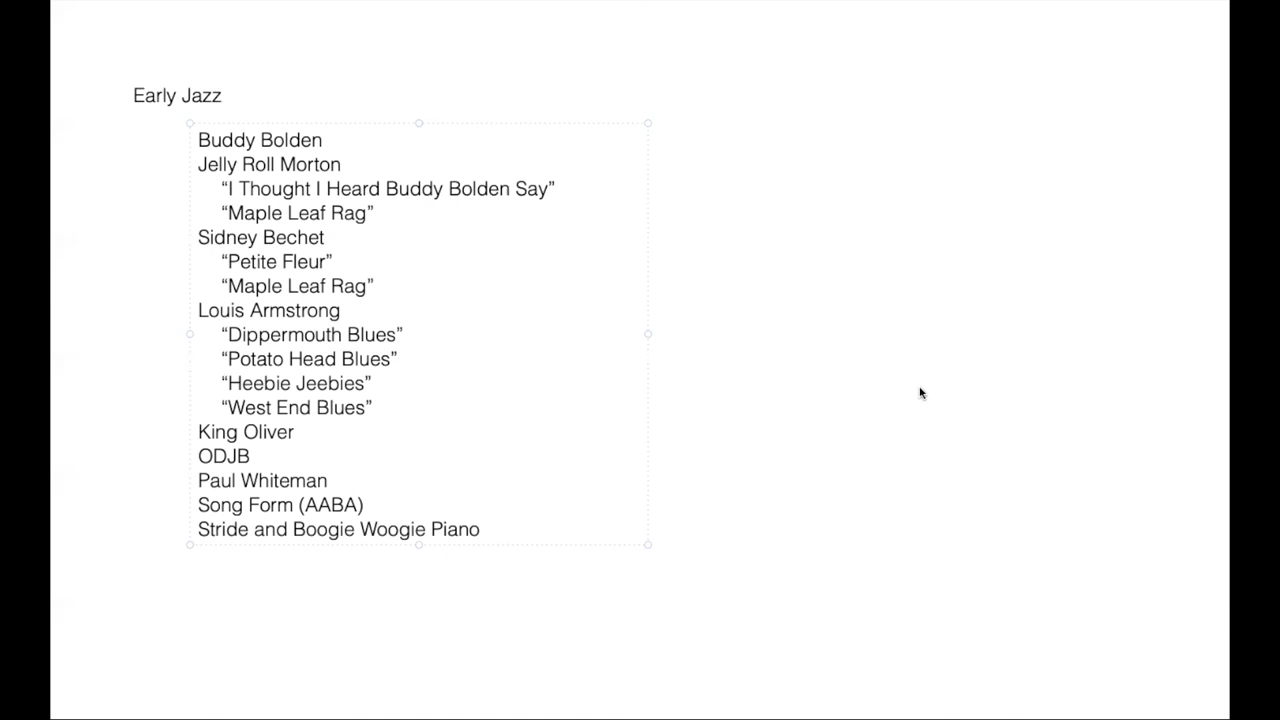 Early Jazz
Buddy Bolden
Jelly Roll Morton
“I Thought I Heard Buddy Bolden Say”
“Maple Leaf Rag”
Sidney Bechet
“Petite Fleur”
“Maple Leaf Rag”
Louis Armstrong
“Dippermouth Blues”
“Potato Head Blues”
“Heebie Jeebies”
“West End Blues”
King Oliver
ODJB
Paul Whiteman
Song Form (AABA)
Stride and Boogie Woogie Piano